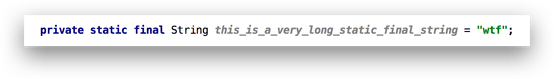 private static final String this_is_a_very_long_static_final_string = "wtf";